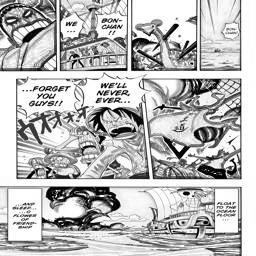 BON-
CHAN!
BON-
CHAN!!
WE
...
WE'LL
NEVER,
EVER...
...FORGET
YOU
GUYS!!
FLOAT TO
THE OCEAN
FLOOR ...
...AND
SLEEP...
...O
FLOWER OF
FRIEND-
SHIP